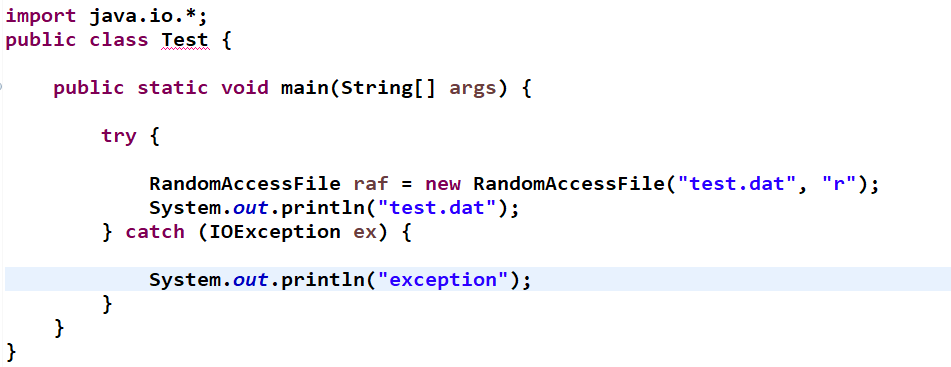 import java.io.*;
public class Test {
public static void main(String[] args) {
try {
RandomAccessFile raf = new RandomAccessFile("test.dat", "r");
System.out.println("test.dat");
} catch (IOException ex) {
System.out.println("exception");
}
}
}